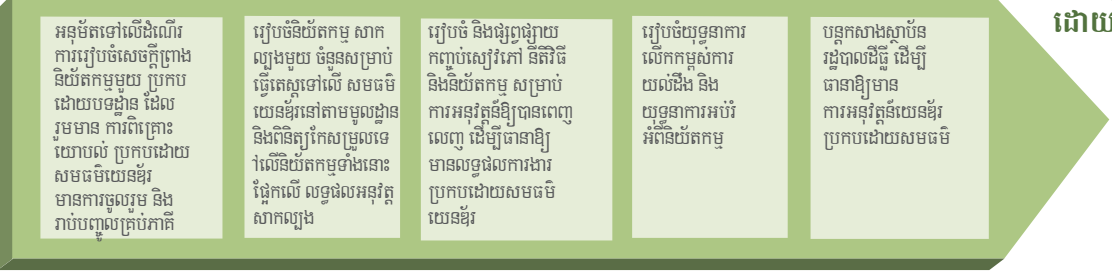 អនុម័តទៅលើដំណើរ
ការរៀបចំសេចក្តីព្រាង
និយ័តកម្មមួយ ប្រកប
ដោយបទដ្ឋាន ដែល
រួមមាន ការពិគ្រោះ
យោបល់ ប្រកបដោយ
សមធម៌យេនឌ័រ
មានការចូលរួម និង
រាប់បញ្ចូលគ្រប់ភាគី
រៀបចំនិយ័តកម្ម សាក
ល្បងមួយ ចំនួនសម្រាប់
ធ្វើតេស្តទៅលើ សមធម៌
យេនឌ័រនៅតាមមូលដ្ឋាន
និងពិនិត្យកែសម្រួលទេ
ៅលើនិយ័តកម្មទាំងនោះ
ផ្អែកលើ លទ្ធផលអនុវត្ត
សាកល្បង
រៀបចំ និងផ្សព្វផ្សាយ
កញ្ចប់សៀវភៅ នីតិវិធី
និងនិយ័តកម្ម សម្រាប់
ការអនុវត្តន៍ឱ្យបានពេញ
លេញ ដើម្បីធានាឱ្យ
មានលទ្ធផលការងារ
ប្រកបដោយសមធម៌
យេនឌ័រ
រៀបចំយុទ្ធនាការ
លើកកម្ពស់ការ
យល់ដឹង និង
យុទ្ធនាការអប់រំ
អំពីនិយ័តកម្ម
បន្តកសាងស្ថាប័ន
រដ្ឋបាលដីធ្លី ដើម្បី
ធានាឱ្យមាន
ការអនុវត្តន៍យេនឌ័រ
ប្រកបដោយសមធម៌
ដោយ